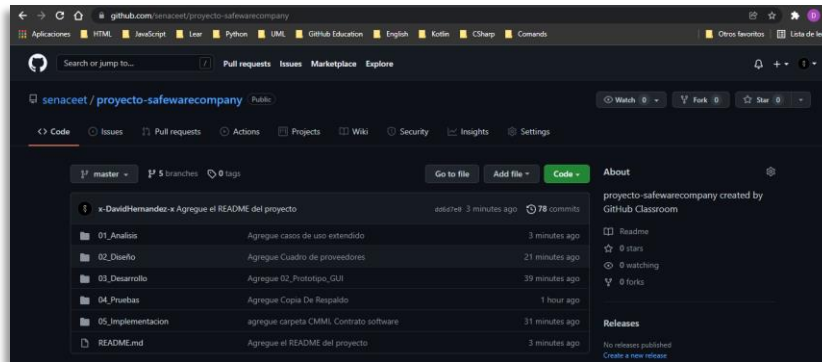 github.com/senaceet/proyecto-safewarecompany
Aplicaciones HTML JavaScript Lear Python UML GitHub Education English Kotlin CSharp Comands Otros favoritos Lista de le
Search or jump to... / Pull requests Issues Marketplace Explore
senaceet / proyecto-safewarecompany Public Watch 0 Fork 0 Star 0
Code Issues Pull requests Actions Projects Wiki Security Insights Settings
master 5 branches 0 tags Go to file Add file Code
x-DavidHernandez-x Agregue el README del proyecto dd6d7e0 3 minutes ago 78 commits
01_Analisis Agregue casos de uso extendido 3 minutes ago
02_Diseño Agregue Cuadro de proveedores 21 minutes ago
03_Desarrollo Agregue 02_Prototipo_GUI 39 minutes ago
04_Pruebas Agregue Copia De Respaldo 1 hour ago
05_Implementacion agregue carpeta CMMI, Contrato software 31 minutes ago
README.md Agregue el README del proyecto 3 minutes ago
About
proyecto-safewarecompany created by
GitHub Classroom
Readme
0 stars
0 watching
0 forks
Releases
No releases published
Create a new release